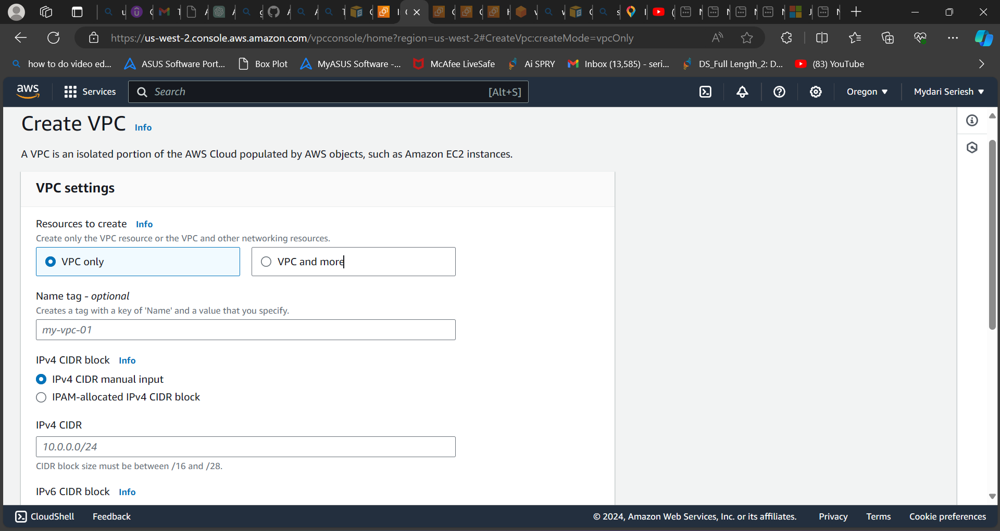 https://us-west-2.console.aws.amazon.com/vpcconsole/home?region=us-west-2#CreateVpc:createMode=vpcOnly
how to do video ed... ASUS Software Port... Box Plot MyASUS Software -... McAfee LiveSafe Ai SPRY Inbox (13,585) - seri... DS_Full Length_2: D... (83) YouTube
aws Services Search [Alt+S] Oregon Mydari Seriesh
Create VPC Info
A VPC is an isolated portion of the AWS Cloud populated by AWS objects, such as Amazon EC2 instances.
VPC settings
Resources to create Info
Create only the VPC resource or the VPC and other networking resources.
VPC only VPC and more
Name tag - optional
Creates a tag with a key of 'Name' and a value that you specify.
my-vpc-01
IPv4 CIDR block Info
IPv4 CIDR manual input
IPAM-allocated IPv4 CIDR block
IPv4 CIDR
10.0.0.0/24
CIDR block size must be between /16 and /28.
IPv6 CIDR block Info
CloudShell Feedback © 2024, Amazon Web Services, Inc. or its affiliates. Privacy Terms Cookie preferences